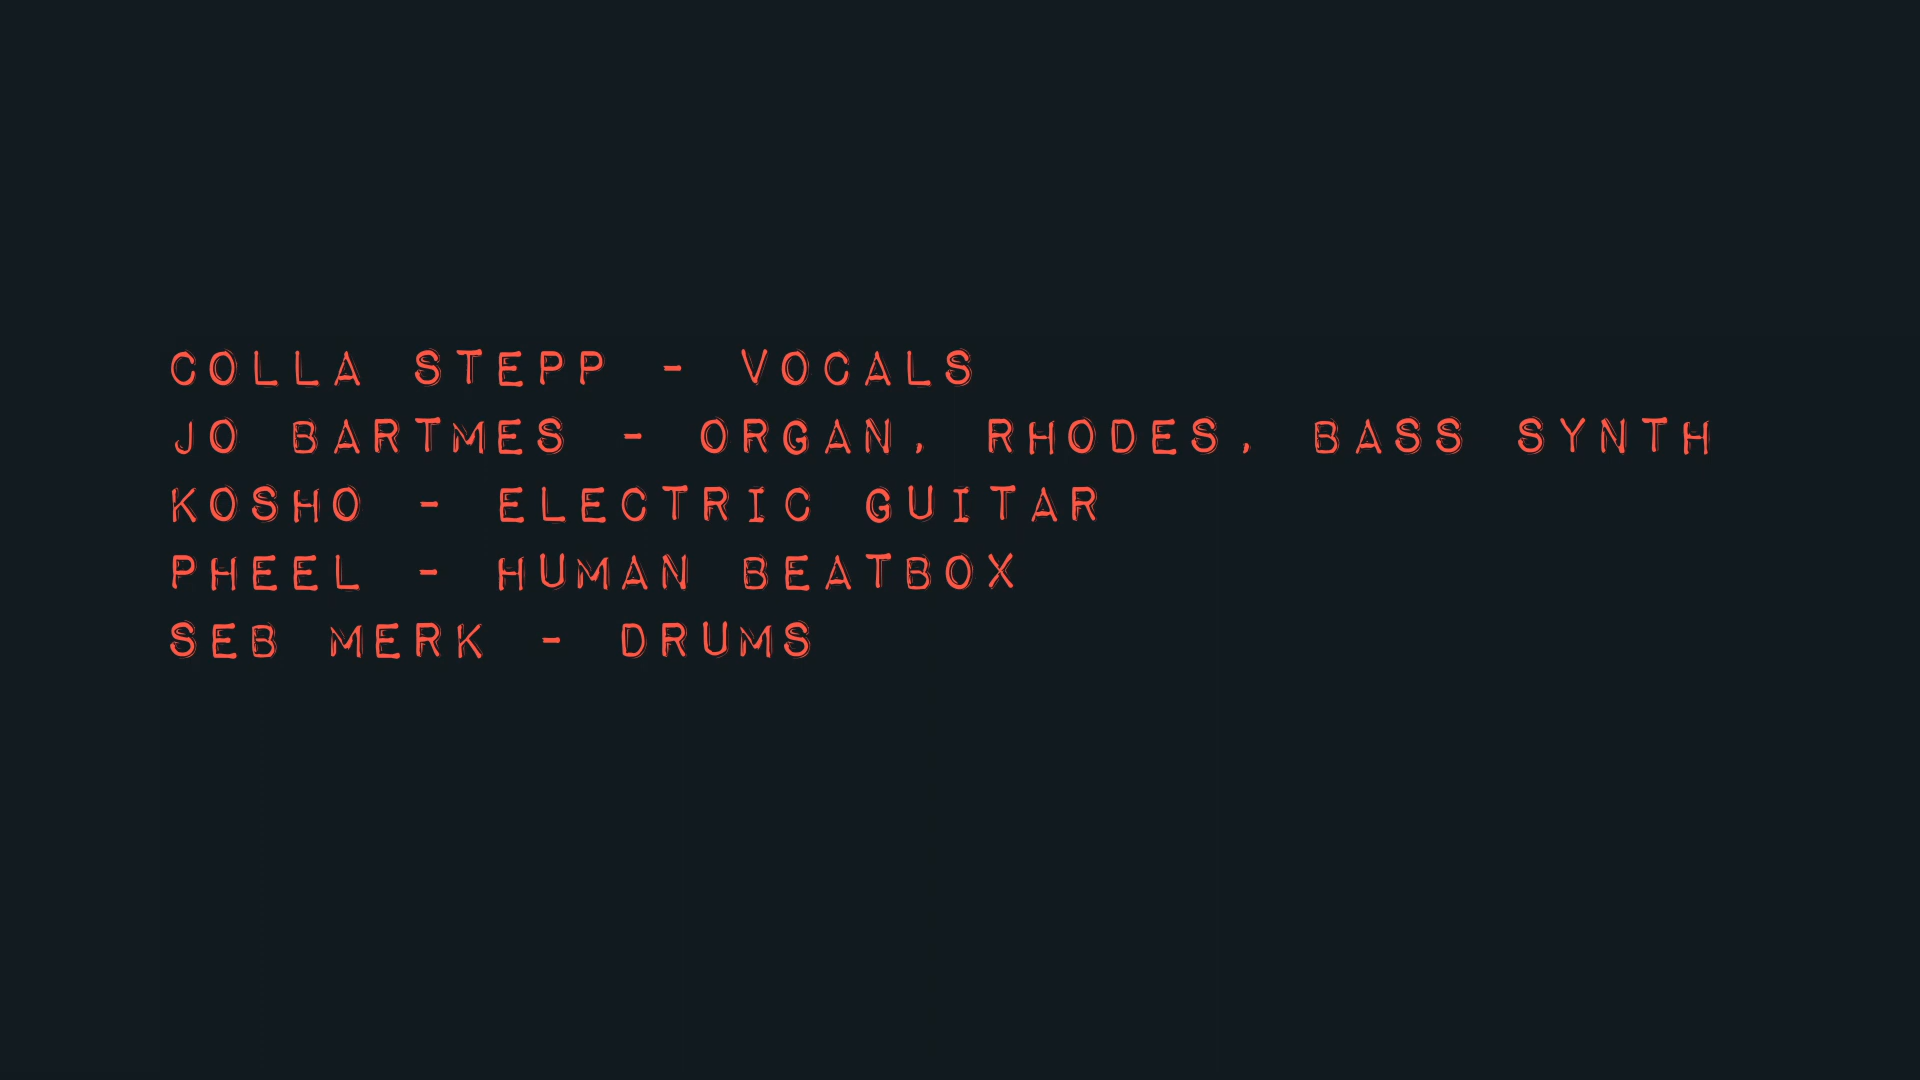 COLLA STEPP - VOCALS
JO BARTMES - ORGAN, RHODES, BASS SYNTH
KOSHO - ELECTRIC GUITAR
PHEEL - HUMAN BEATBOX
SEB MERK - DRUMS